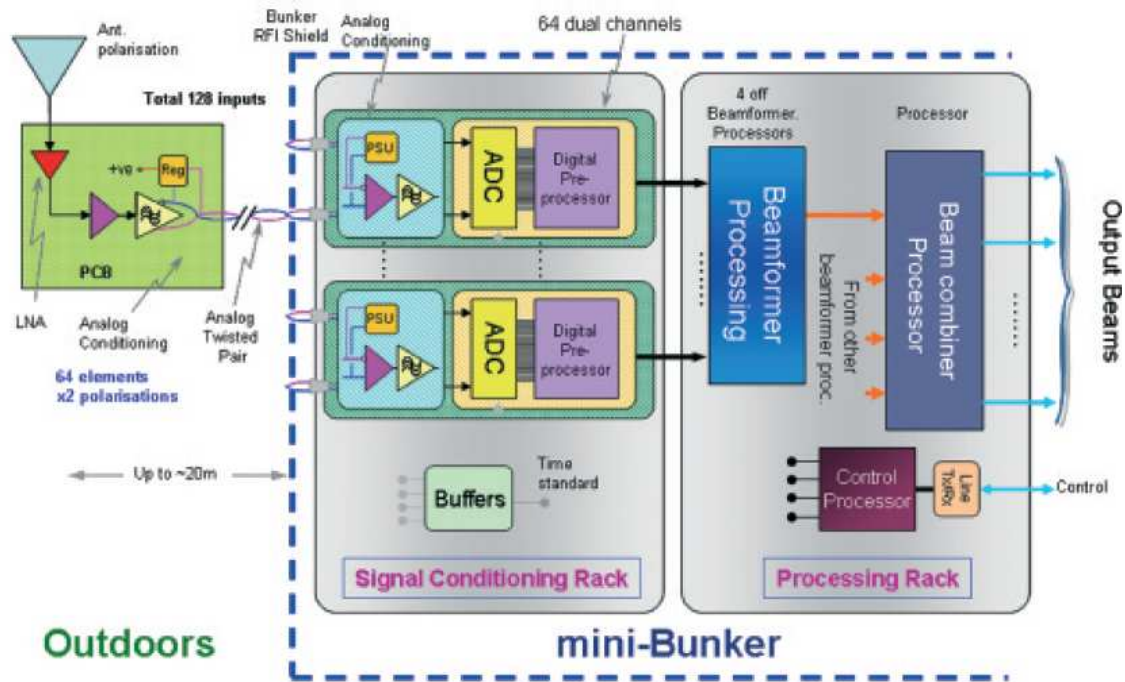 Ant.
polarisation
Bunker
RFI Shield
Analog
Conditioning
64 dual channels
Total 128 inputs
+ve
Reg
PCB
LNA
Analog
Conditioning
Analog
Twisted
Pair
64 elements
x2 polarisations
Up to ~20m
PSU
ADC
Digital
Pre-
processor
PSU
ADC
Digital
Pre-
processor
Buffers
Time
standard
Signal Conditioning Rack
4 off
Beamformer.
Processors
Beamformer
Processing
Processor
Beam combiner
Processor
From other
beamformer proc.
Output Beams
Control
Processor
Line
Tx/Rx
Control
Processing Rack
Outdoors
mini-Bunker